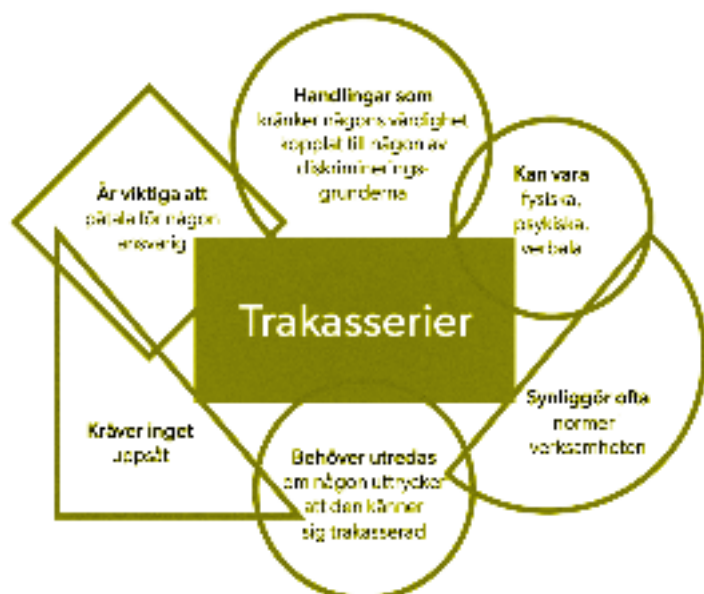 Handlingar som
kränker någons värdighet
kopplat till någon av
diskriminerings-
grunderna
Är viktiga att
påtala för någon
ansvarig
Kan vara
fysiska,
psykiska,
verbala
Trakasserier
Kräver inget
uppsåt
Behöver utredas
om någon uttrycker
att den känner
sig trakasserad
Synliggör ofta
normer
verksamheten